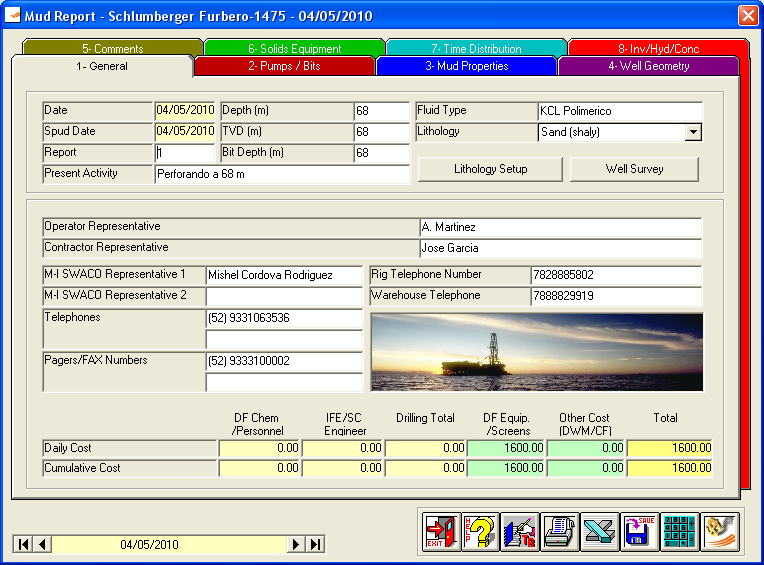 Mud Report - Schlumberger Furbero-1475 - 04/05/2010
5- Comments 6- Solids Equipment 7- Time Distribution 8- Inv/Hyd/Conc
1- General 2- Pumps / Bits 3- Mud Properties 4- Well Geometry
Date 04/05/2010 Depth (m) 68 Fluid Type KCL Polimerico
Spud Date 04/05/2010 TVD (m) 68 Lithology Sand (shaly)
Report 1 Bit Depth (m) 68
Present Activity Perforando a 68 m Lithology Setup Well Survey
Operator Representative A. Martinez
Contractor Representative Jose Garcia
M-I SWACO Representative 1 Mishel Cordova Rodriguez Rig Telephone Number 7828885802
M-I SWACO Representative 2 Warehouse Telephone 7888829919
Telephones (52) 9331063536
Pagers/FAX Numbers (52) 9333100002
DF Chem IFE/SC Drilling Total DF Equip. Other Cost Total
/Personnel Engineer /Screens (DWM/CF)
Daily Cost 0.00 0.00 0.00 1600.00 0.00 1600.00
Cumulative Cost 0.00 0.00 0.00 1600.00 0.00 1600.00
04/05/2010 EXIT HELP SAVE